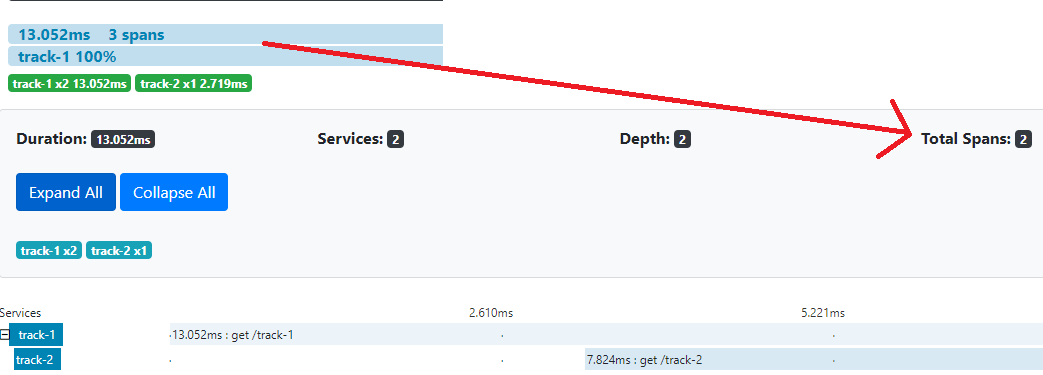 13.052ms 3 spans
track-1 100%
track-1 x2 13.052ms track-2 x1 2.719ms
Duration: 13.052ms Services: 2 Depth: 2 Total Spans: 2
Expand All Collapse All
track-1 x2 track-2 x1
Services 2.610ms 5.221ms
track-1 13.052ms : get /track-1
track-2 7.824ms : get /track-2